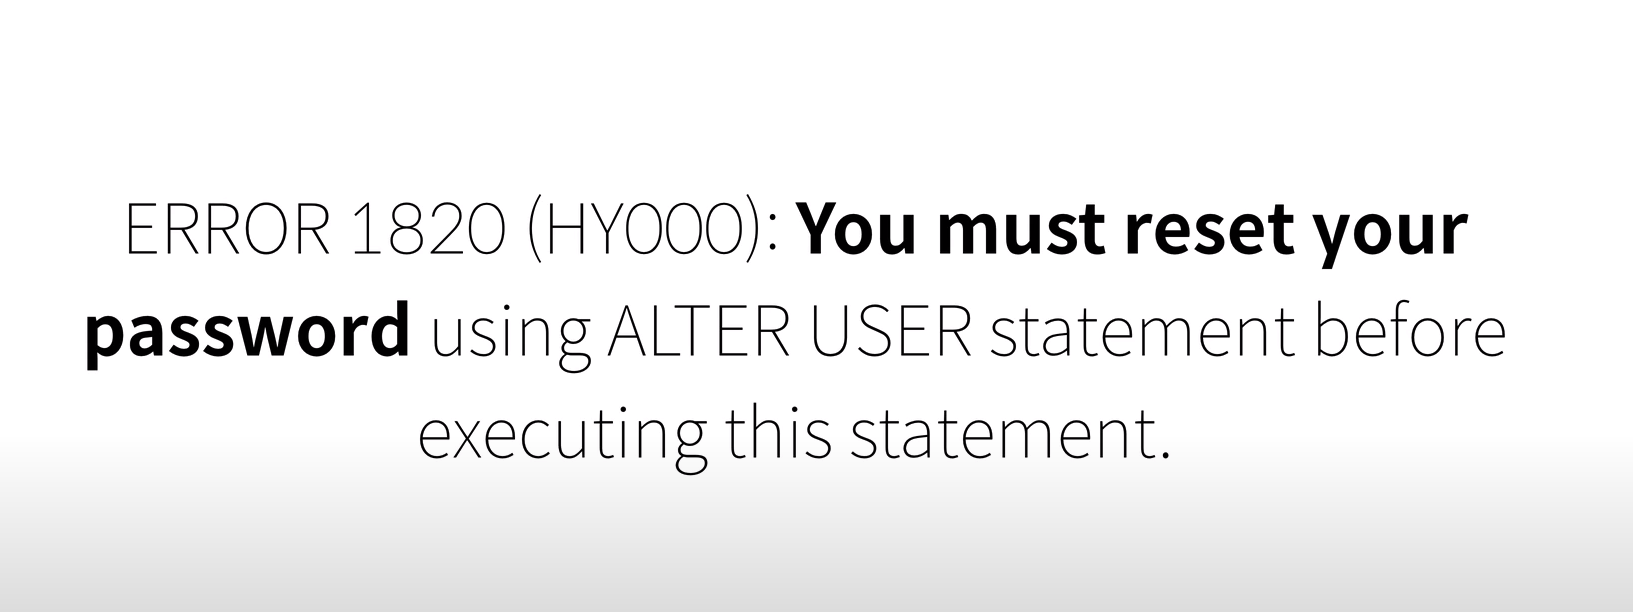 ERROR 1820 (HY000): You must reset your
password using ALTER USER statement before
executing this statement.